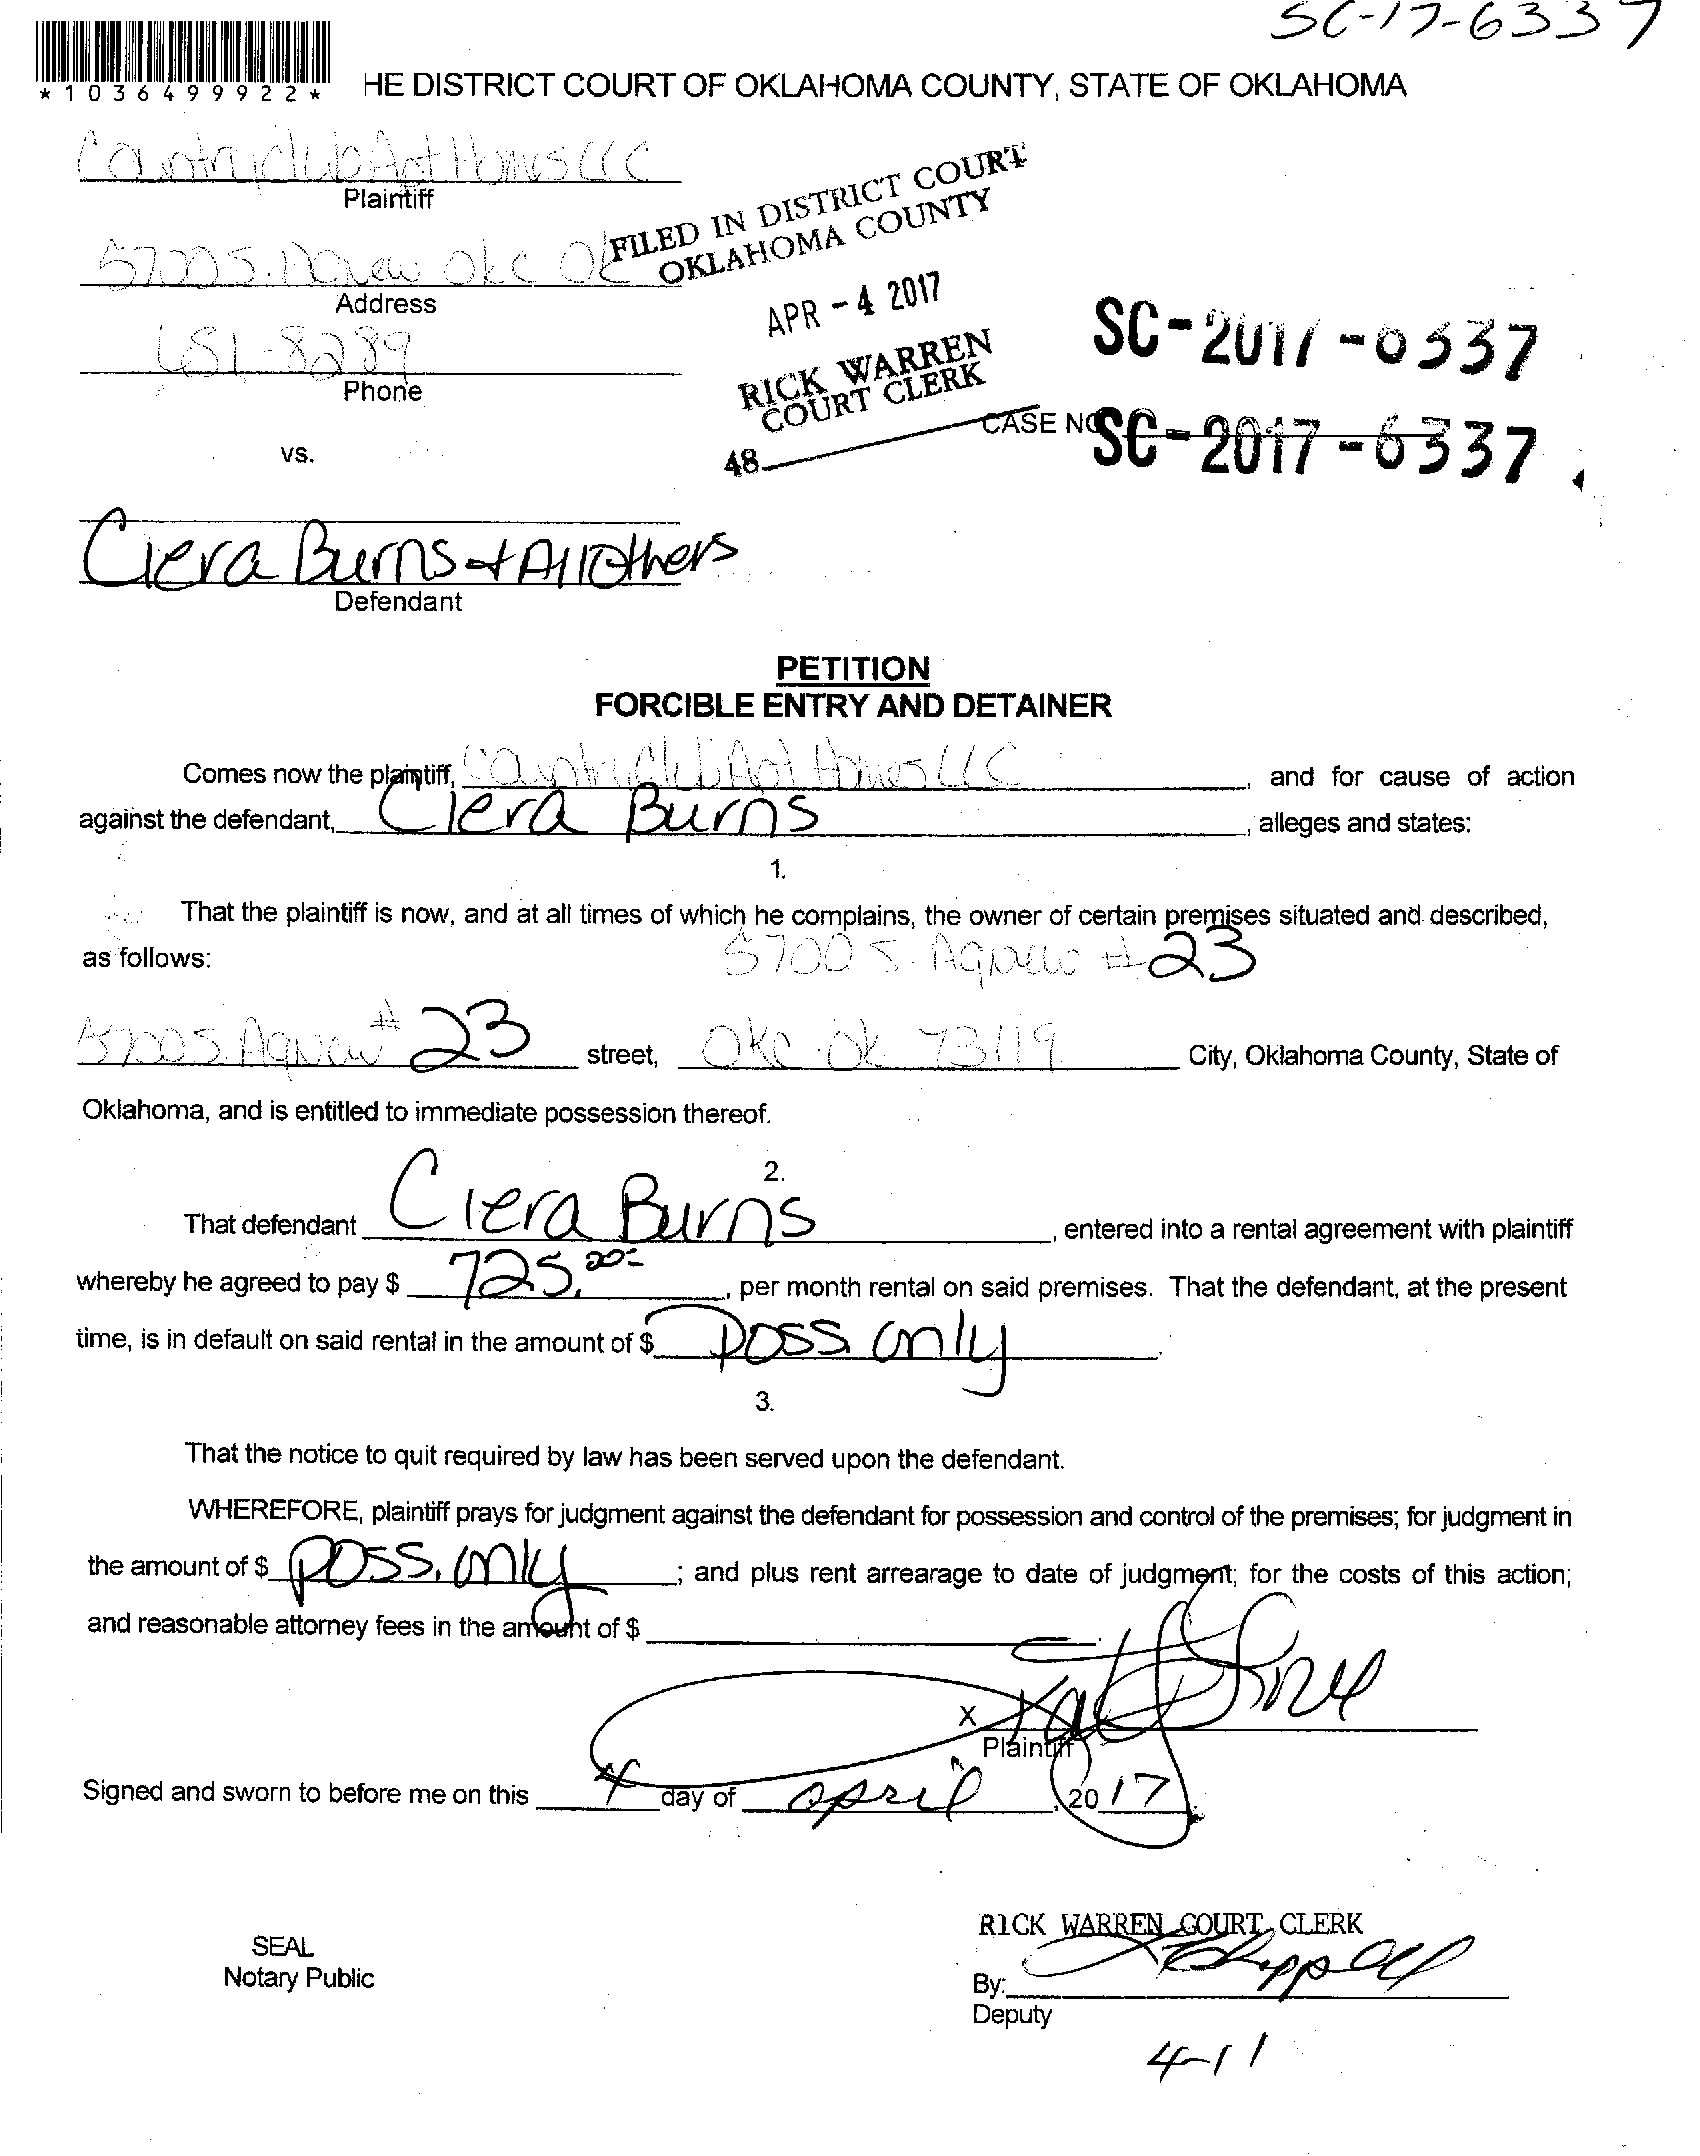 SC-17-6337
*1036499922*
HE DISTRICT COURT OF OKLAHOMA COUNTY, STATE OF OKLAHOMA
Countriclub Apt Homes LLC
Plaintiff
FILED IN DISTRICT COURT
OKLAHOMA COUNTY
5700 S. Agnew OKC OK
Address
APR - 4 2017
651-8289
Phone
SC-2017-6337
RICK WARREN
COURT CLERK
CASE NO SC-2017-6337
vs.
48
Ciera Burns + All Others
Defendant
PETITION
FORCIBLE ENTRY AND DETAINER
Comes now the plaintiff, Countriclub Apt Homes LLC, and for cause of action
against the defendant, Ciera Burns, alleges and states:
1.
That the plaintiff is now, and at all times of which he complains, the owner of certain premises situated and described,
as follows: 5700 S. Agnew #23
5700 S. Agnew #23 street, OKC OK 73119 City, Oklahoma County, State of
Oklahoma, and is entitled to immediate possession thereof.
2.
That defendant Ciera Burns, entered into a rental agreement with plaintiff
whereby he agreed to pay $ 725.00, per month rental on said premises. That the defendant, at the present
time, is in default on said rental in the amount of $ poss. only.
3.
That the notice to quit required by law has been served upon the defendant.
WHEREFORE, plaintiff prays for judgment against the defendant for possession and control of the premises; for judgment in
the amount of $ poss. only; and plus rent arrearage to date of judgment; for the costs of this action;
and reasonable attorney fees in the amount of $
X
Plaintiff
Signed and sworn to before me on this 4 day of april, 2017
RICK WARREN COURT CLERK
SEAL
Notary Public
By:
Deputy
4-11